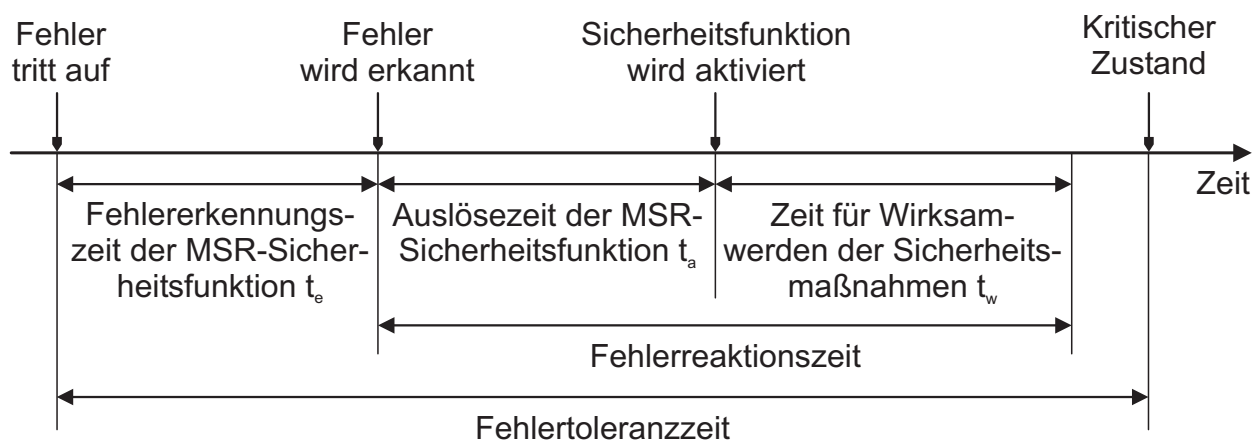 Fehler
tritt auf
Fehler
wird erkannt
Sicherheitsfunktion
wird aktiviert
Kritischer
Zustand
Zeit
Fehlererkennungs-
zeit der MSR-Sicher-
heitsfunktion tₑ
Auslösezeit der MSR-
Sicherheitsfunktion tₐ
Zeit für Wirksam-
werden der Sicherheits-
maßnahmen t_w
Fehlerreaktionszeit
Fehlertoleranzzeit